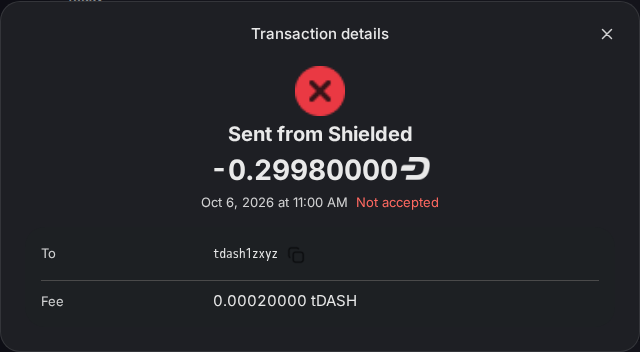 Transaction details
Sent from Shielded
-0.29980000
Oct 6, 2026 at 11:00 AM Not accepted
To tdash1zxyz
Fee 0.00020000 tDASH